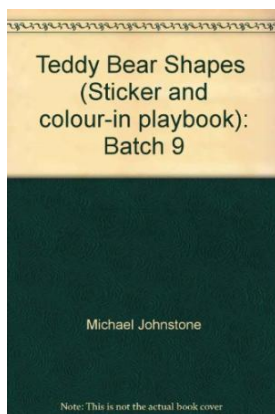 Teddy Bear Shapes
(Sticker and
colour-in playbook):
Batch 9
Michael Johnstone
Note: This is not the actual book cover